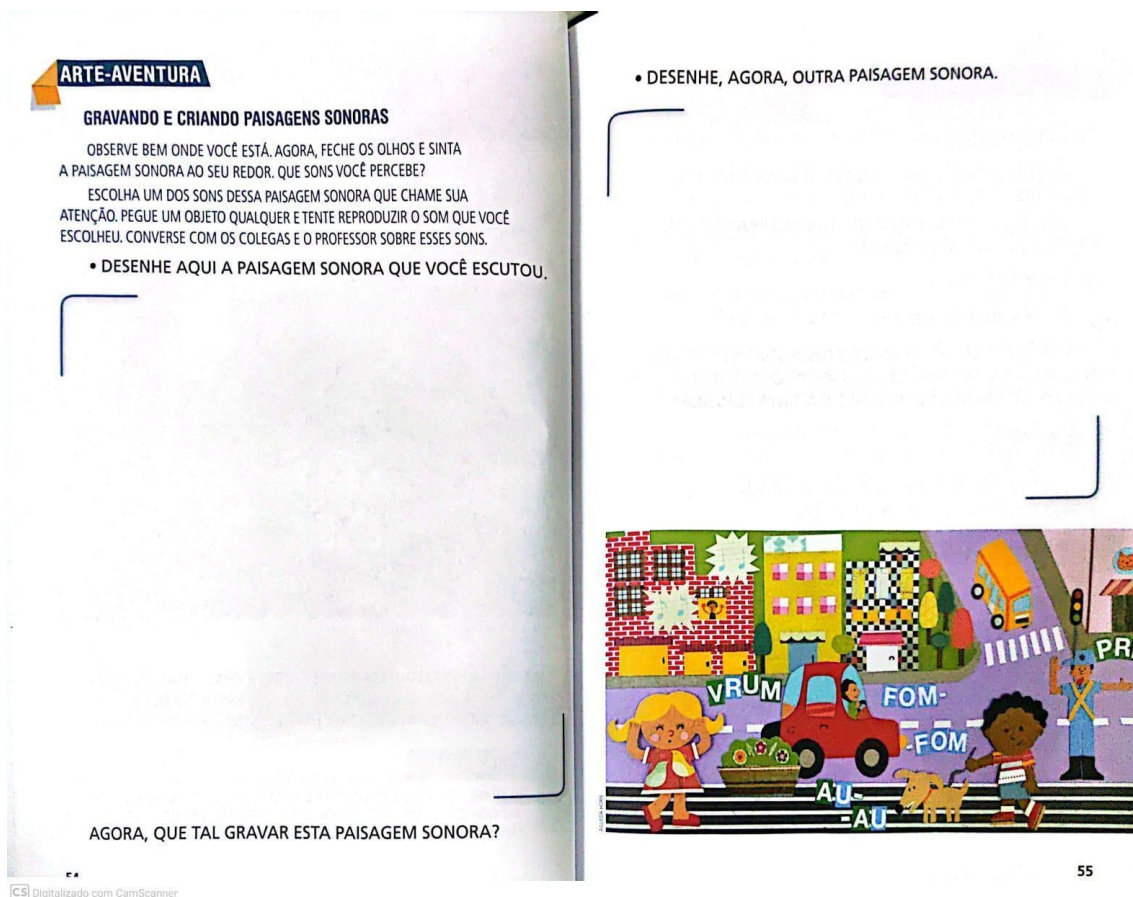 ARTE-AVENTURA
GRAVANDO E CRIANDO PAISAGENS SONORAS
OBSERVE BEM ONDE VOCÊ ESTÁ. AGORA, FECHE OS OLHOS E SINTA
A PAISAGEM SONORA AO SEU REDOR. QUE SONS VOCÊ PERCEBE?
ESCOLHA UM DOS SONS DESSA PAISAGEM SONORA QUE CHAME SUA
ATENÇÃO. PEGUE UM OBJETO QUALQUER E TENTE REPRODUZIR O SOM QUE VOCÊ
ESCOLHEU. CONVERSE COM OS COLEGAS E O PROFESSOR SOBRE ESSES SONS.
• DESENHE AQUI A PAISAGEM SONORA QUE VOCÊ ESCUTOU.
AGORA, QUE TAL GRAVAR ESTA PAISAGEM SONORA?
54
• DESENHE, AGORA, OUTRA PAISAGEM SONORA.
VRUM
FOM-
-FOM
AU-
-AU
55
CS Digitalizado com CamScanner